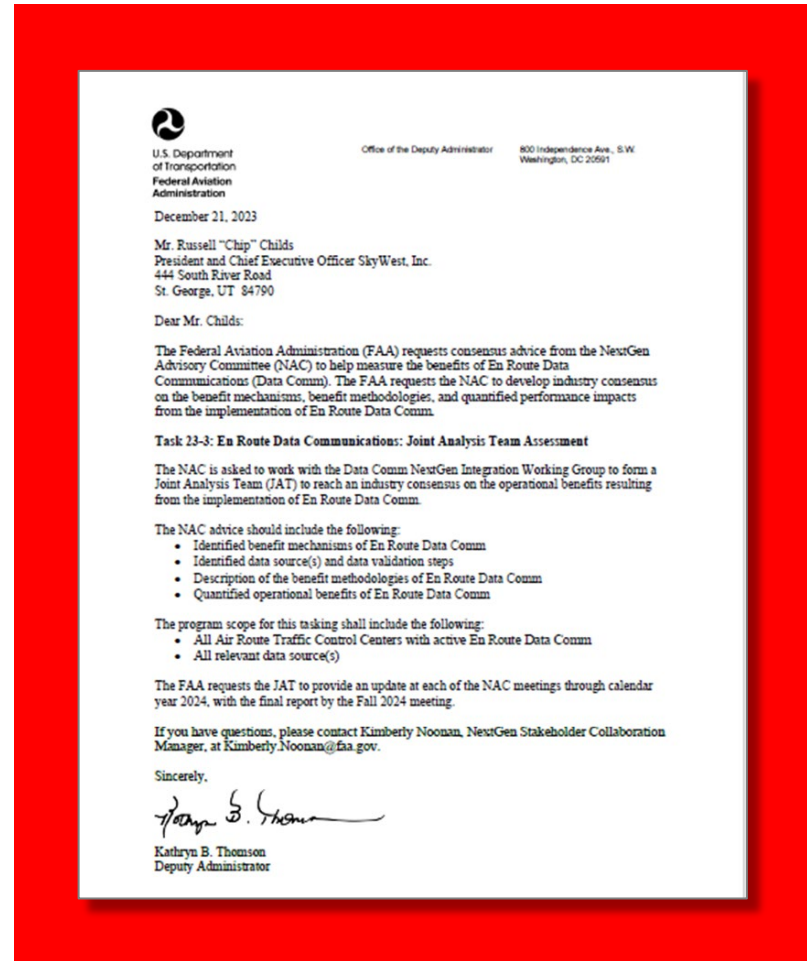 U.S. Department
of Transportation
Federal Aviation
Administration
Office of the Deputy Administrator
800 Independence Ave., S.W.
Washington, DC 20591
December 21, 2023
Mr. Russell "Chip" Childs
President and Chief Executive Officer SkyWest, Inc.
444 South River Road
St. George, UT 84790
Dear Mr. Childs:
The Federal Aviation Administration (FAA) requests consensus advice from the NextGen
Advisory Committee (NAC) to help measure the benefits of En Route Data
Communications (Data Comm). The FAA requests the NAC to develop industry consensus
on the benefit mechanisms, benefit methodologies, and quantified performance impacts
from the implementation of En Route Data Comm.
Task 23-3: En Route Data Communications: Joint Analysis Team Assessment
The NAC is asked to work with the Data Comm NextGen Integration Working Group to form a
Joint Analysis Team (JAT) to reach an industry consensus on the operational benefits resulting
from the implementation of En Route Data Comm.
The NAC advice should include the following:
• Identified benefit mechanisms of En Route Data Comm
• Identified data source(s) and data validation steps
• Description of the benefit methodologies of En Route Data Comm
• Quantified operational benefits of En Route Data Comm
The program scope for this tasking shall include the following:
• All Air Route Traffic Control Centers with active En Route Data Comm
• All relevant data source(s)
The FAA requests the JAT to provide an update at each of the NAC meetings through calendar
year 2024, with the final report by the Fall 2024 meeting.
If you have questions, please contact Kimberly Noonan, NextGen Stakeholder Collaboration
Manager, at Kimberly.Noonan@faa.gov.
Sincerely,
Kathryn B. Thomson
Kathryn B. Thomson
Deputy Administrator